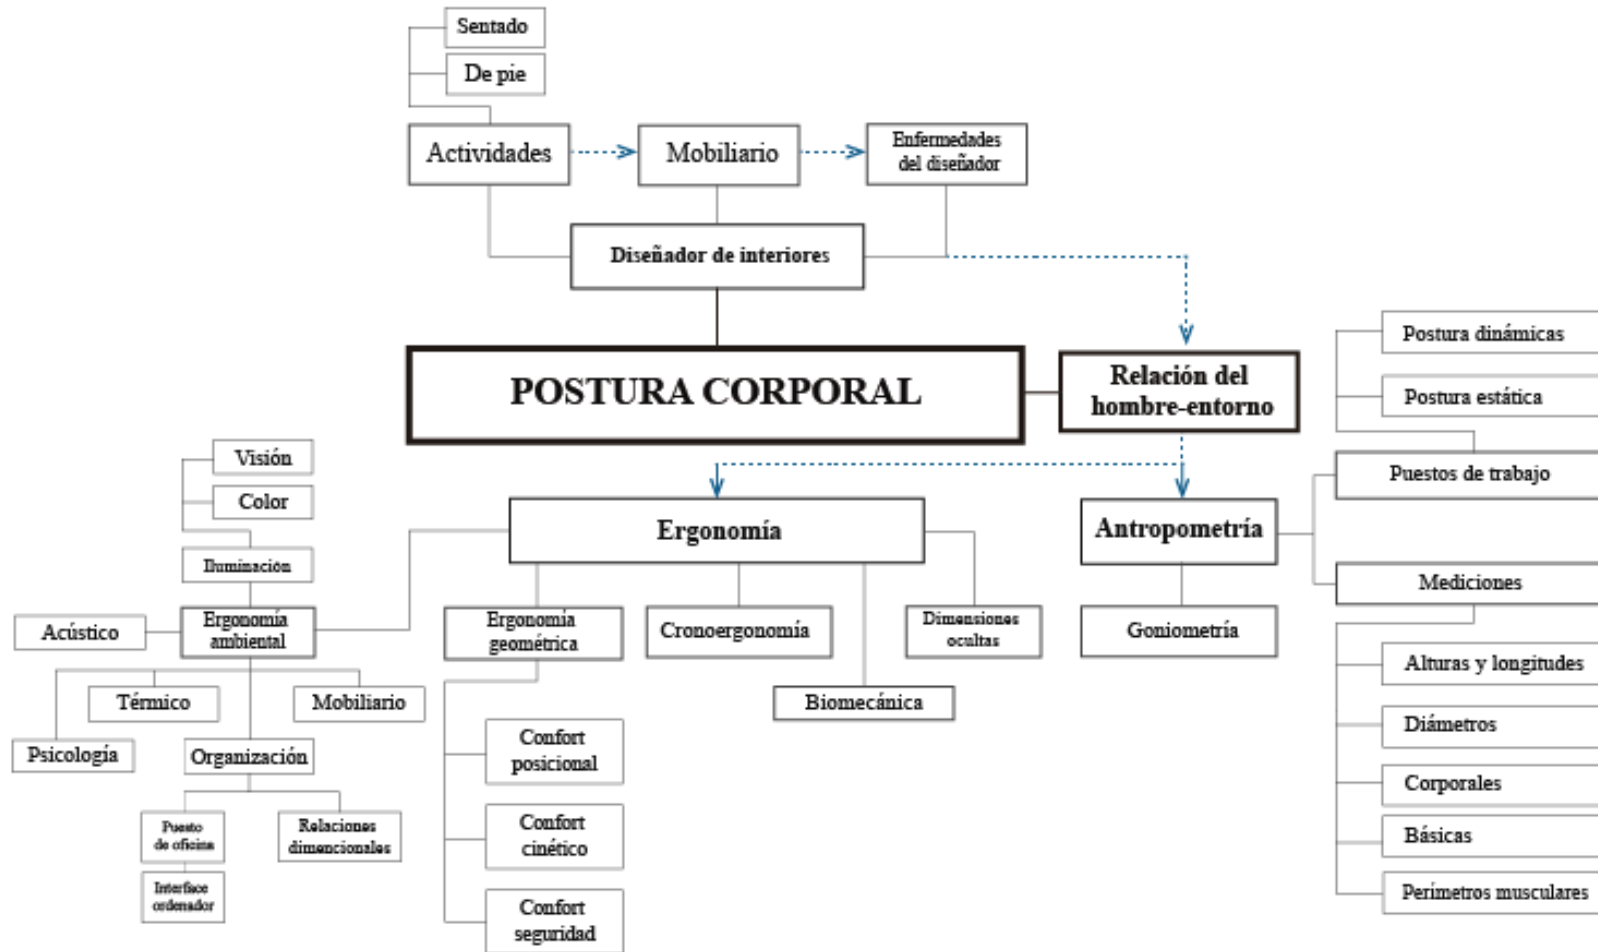 Sentado
De pie
Actividades
Mobiliario
Enfermedades
del diseñador
Diseñador de interiores
POSTURA CORPORAL
Relación del
hombre-entorno
Postura dinámicas
Postura estática
Puestos de trabajo
Visión
Color
Iluminación
Ergonomía
Antropometría
Mediciones
Acústico
Ergonomía
ambiental
Ergonomía
geométrica
Cronoergonomía
Dimensiones
ocultas
Goniometría
Alturas y longitudes
Térmico
Mobiliario
Biomecánica
Diámetros
Psicología
Organización
Confort
posicional
Corporales
Puesto
de oficina
Relaciones
dimencionales
Confort
cinético
Básicas
Interface
ordenador
Perímetros musculares
Confort
seguridad